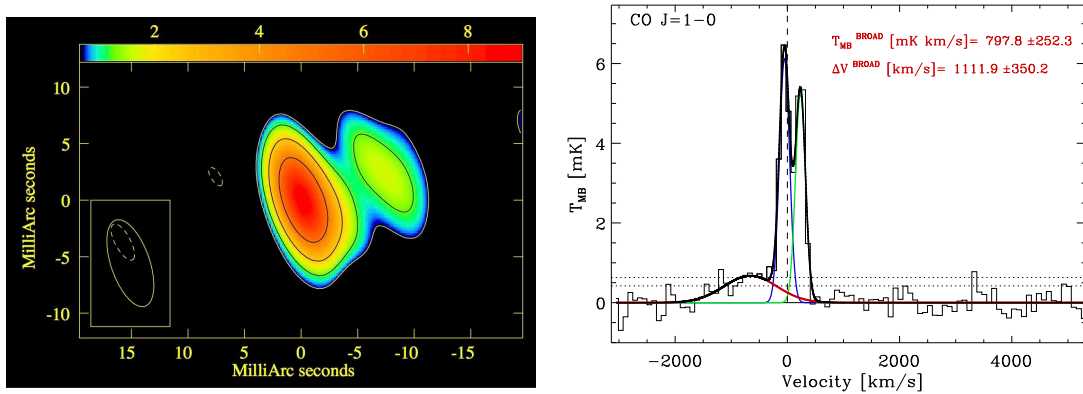 2 4 6 8
10
5
0
-5
-10
MilliArc seconds
15 10 5 0 -5 -10 -15
MilliArc seconds
CO J=1-0
T_MB^BROAD [mK km/s]= 797.8 ±252.3
ΔV^BROAD [km/s]= 1111.9 ±350.2
6
4
2
0
T_MB [mK]
-2000 0 2000 4000
Velocity [km/s]